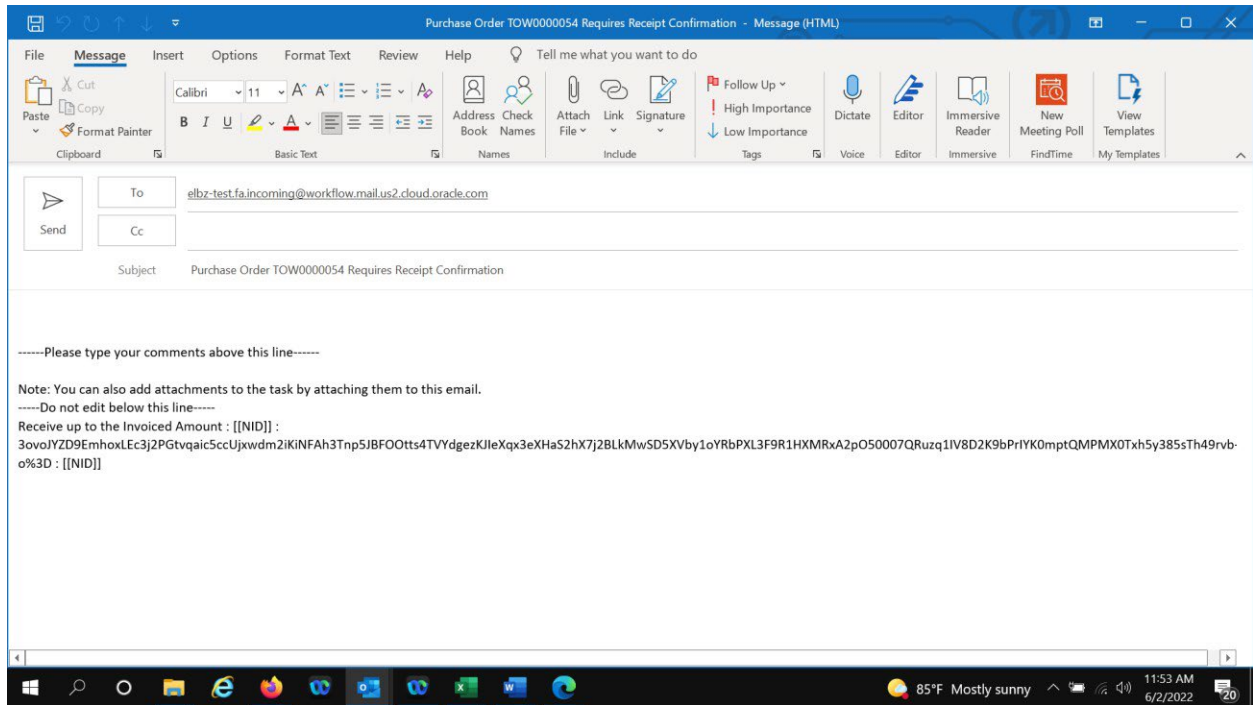 Purchase Order TOW0000054 Requires Receipt Confirmation - Message (HTML)
File Message Insert Options Format Text Review Help Tell me what you want to do
Cut
Copy
Format Painter
Paste
Clipboard
Calibri 11
B I U
Basic Text
Address Book
Check Names
Names
Attach File
Link
Signature
Include
Follow Up
High Importance
Low Importance
Tags
Dictate
Voice
Editor
Editor
Immersive Reader
Immersive
New Meeting Poll
FindTime
View Templates
My Templates
Send
To elbz-test.fa.incoming@workflow.mail.us2.cloud.oracle.com
Cc
Subject Purchase Order TOW0000054 Requires Receipt Confirmation
------Please type your comments above this line------
Note: You can also add attachments to the task by attaching them to this email.
-----Do not edit below this line-----
Receive up to the Invoiced Amount : [[NID]] :
3ovoJYZD9EmhoxLEc3j2PGtvqaic5ccUjxwdm2iKiNFAh3Tnp5JBFOOtts4TVYdgezKJIeXqx3eXHaS2hX7j2BLkMwSD5XVby1oYRbPXL3F9R1HXMRxA2pO50007QRuzq1IV8D2K9bPrIYK0mptQMPMX0Txh5y385sTh49rvb-
o%3D : [[NID]]
85°F Mostly sunny
11:53 AM
6/2/2022
20